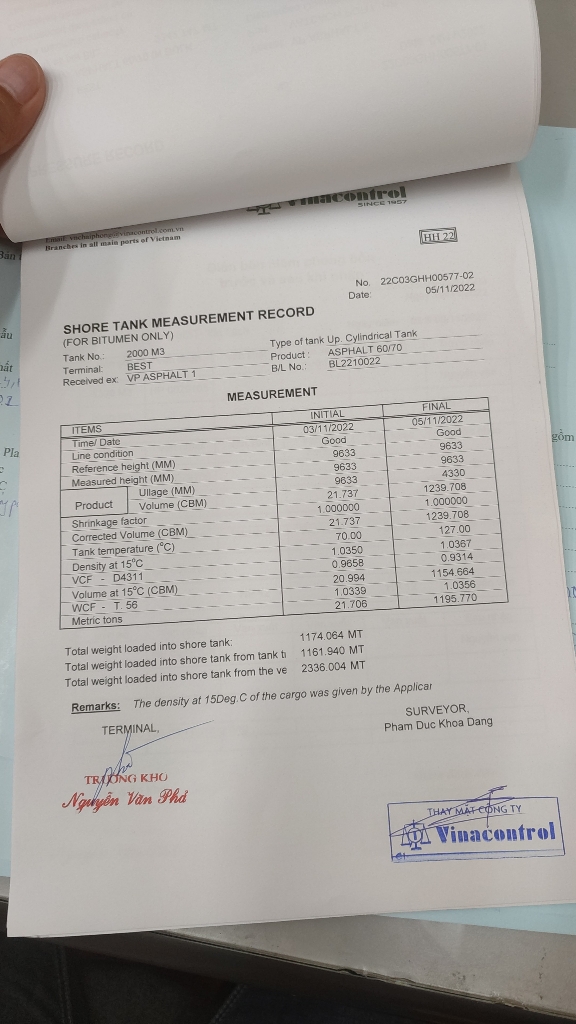 Vinacontrol
SINCE 1957
Email: vnchaiphong@vinacontrol.com.vn
Branches in all main ports of Vietnam
HH 22
No. 22C03GHH00577-02
Date: 05/11/2022
SHORE TANK MEASUREMENT RECORD
(FOR BITUMEN ONLY)
Tank No.: 2000 M3 Type of tank Up. Cylindrical Tank
Terminal: BEST Product : ASPHALT 60/70
Received ex: VP ASPHALT 1 B/L No.: BL2210022
MEASUREMENT
ITEMS INITIAL FINAL
Time/ Date 03/11/2022 05/11/2022
Line condition Good Good
Reference height (MM) 9633 9633
Measured height (MM) 9633 9633
Product Ullage (MM) 9633 4330
Volume (CBM) 21.737 1239.708
Shrinkage factor 1.000000 1.000000
Corrected Volume (CBM) 21.737 1239.708
Tank temperature (°C) 70.00 127.00
Density at 15°C 1.0350 1.0367
VCF - D4311 0.9658 0.9314
Volume at 15°C (CBM) 20.994 1154.664
WCF - T. 56 1.0339 1.0356
Metric tons 21.706 1195.770
Total weight loaded into shore tank: 1174.064 MT
Total weight loaded into shore tank from tank ti 1161.940 MT
Total weight loaded into shore tank from the ve 2336.004 MT
Remarks: The density at 15Deg.C of the cargo was given by the Applicar
TERMINAL, SURVEYOR,
Pham Duc Khoa Dang
TRƯỞNG KHO
Nguyễn Văn Phả
THAY MẶT CÔNG TY
Vinacontrol